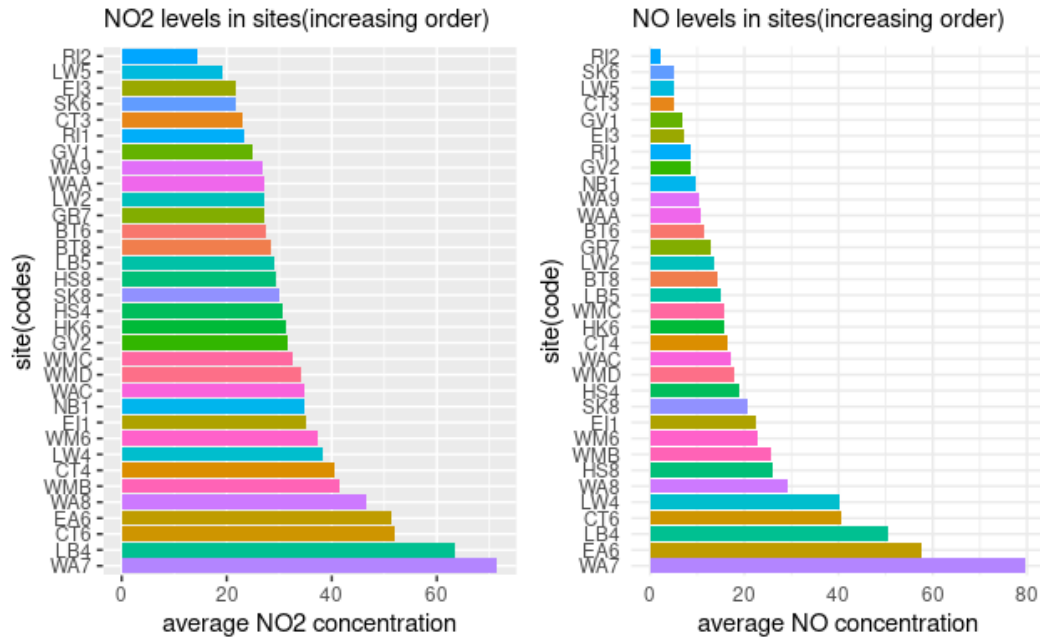 NO2 levels in sites(increasing order)
site(codes)
RI2
LW5
EI3
SK6
CT3
RI1
GV1
WA9
WAA
LW2
GR7
BT6
BT8
LB5
HS8
SK8
HS4
HK6
GV2
WMC
WMD
WAC
NB1
EI1
WM6
LW4
CT4
WMB
WA8
EA6
CT6
LB4
WA7
0 20 40 60
average NO2 concentration
NO levels in sites(increasing order)
site(code)
RI2
SK6
LW5
CT3
GV1
EI3
RI1
GV2
NB1
WA9
WAA
BT6
GR7
LW2
BT8
LB5
WMC
HK6
CT4
WAC
WMD
HS4
SK8
EI1
WM6
WMB
HS8
WA8
LW4
CT6
LB4
EA6
WA7
0 20 40 60 80
average NO concentration